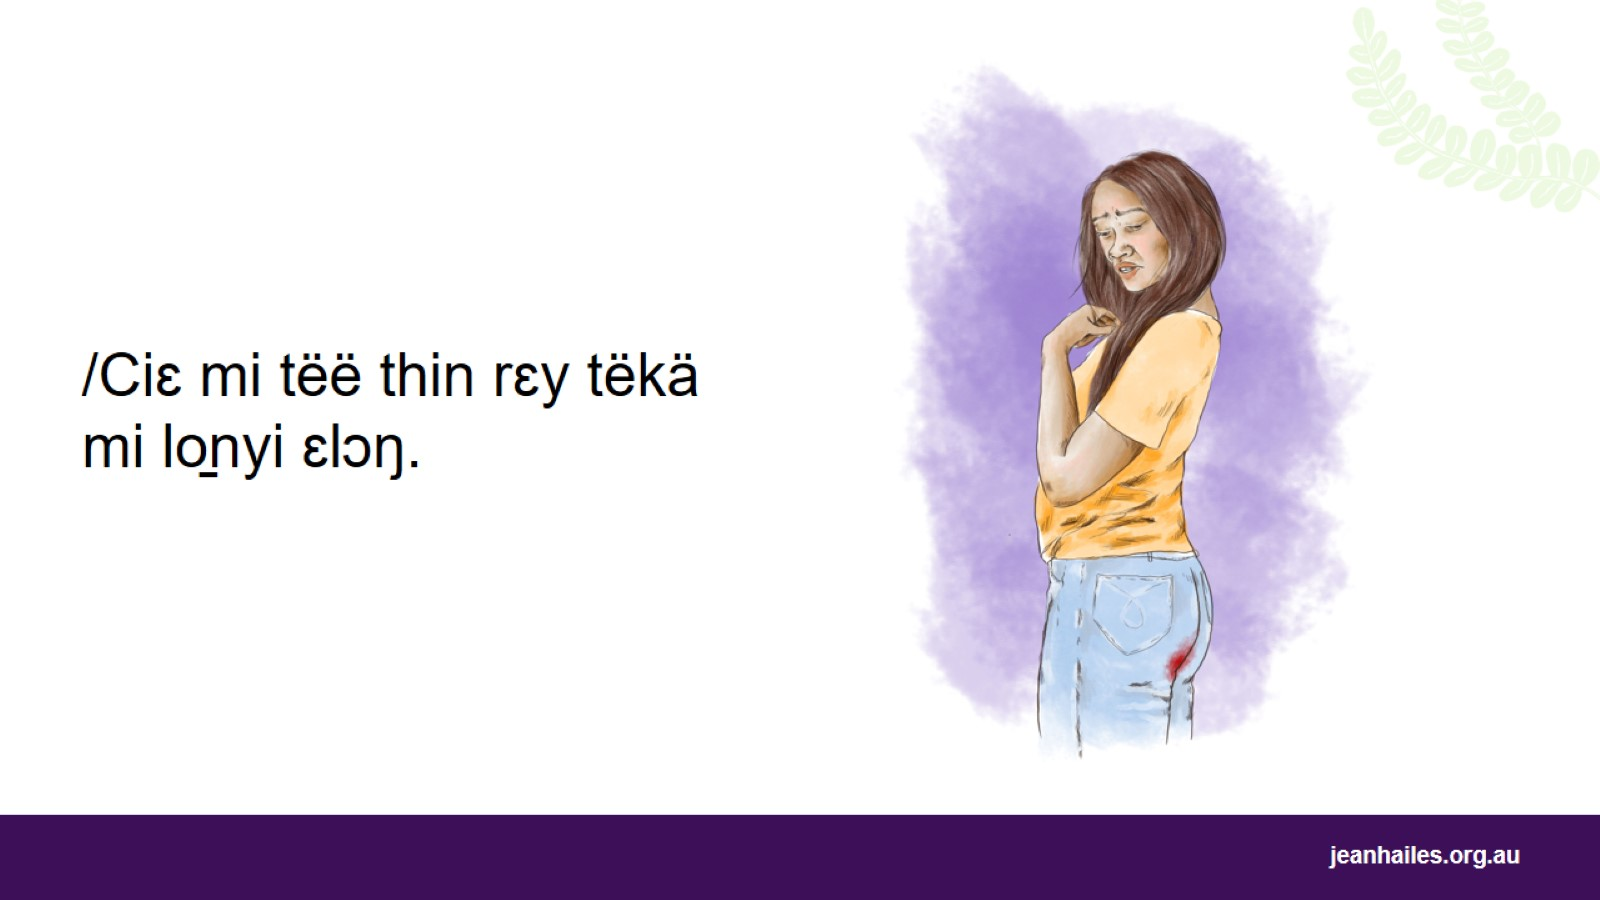 /Ciɛ mi tëë thin rɛy tëkä
mi lo̱nyi ɛlɔŋ.
jeanhailes.org.au